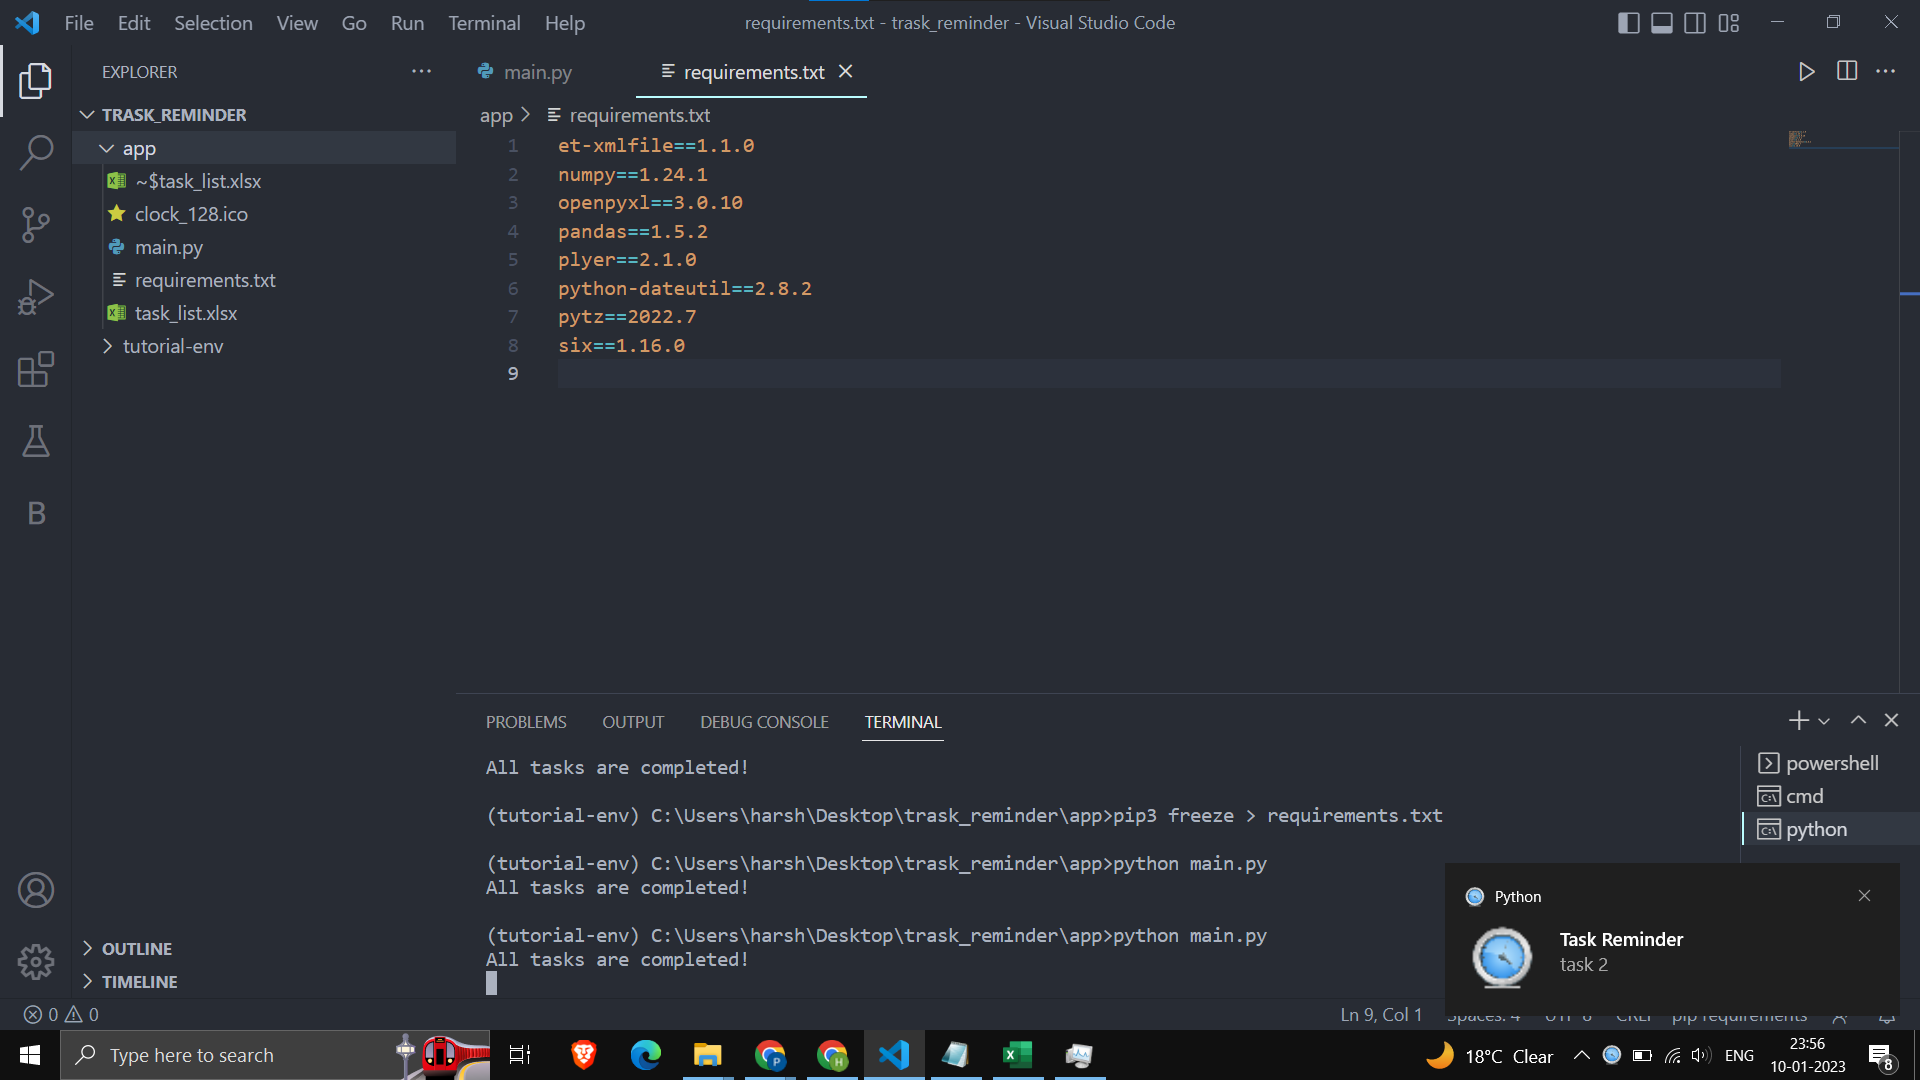 File Edit Selection View Go Run Terminal Help
requirements.txt - trask_reminder - Visual Studio Code
EXPLORER
TRASK_REMINDER
app
~$task_list.xlsx
clock_128.ico
main.py
requirements.txt
task_list.xlsx
tutorial-env
OUTLINE
TIMELINE
B
main.py
requirements.txt
app > requirements.txt
1 et-xmlfile==1.1.0
2 numpy==1.24.1
3 openpyxl==3.0.10
4 pandas==1.5.2
5 plyer==2.1.0
6 python-dateutil==2.8.2
7 pytz==2022.7
8 six==1.16.0
9
PROBLEMS OUTPUT DEBUG CONSOLE TERMINAL
All tasks are completed!
(tutorial-env) C:\Users\harsh\Desktop\trask_reminder\app>pip3 freeze > requirements.txt
(tutorial-env) C:\Users\harsh\Desktop\trask_reminder\app>python main.py
All tasks are completed!
(tutorial-env) C:\Users\harsh\Desktop\trask_reminder\app>python main.py
All tasks are completed!
powershell
cmd
python
Python
Task Reminder
task 2
0 0
Ln 9, Col 1 Spaces: 4 UTF-8 CRLF pip requirements
Type here to search
18°C Clear
ENG
23:56
10-01-2023
8